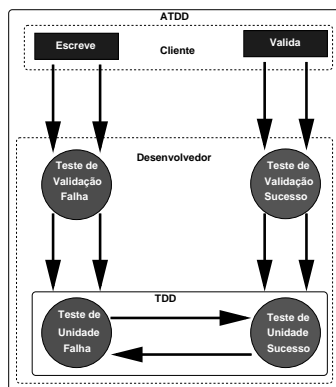 ATDD
Escreve
Cliente
Valida
Desenvolvedor
Teste de
Validação
Falha
Teste de
Validação
Sucesso
TDD
Teste de
Unidade
Falha
Teste de
Unidade
Sucesso